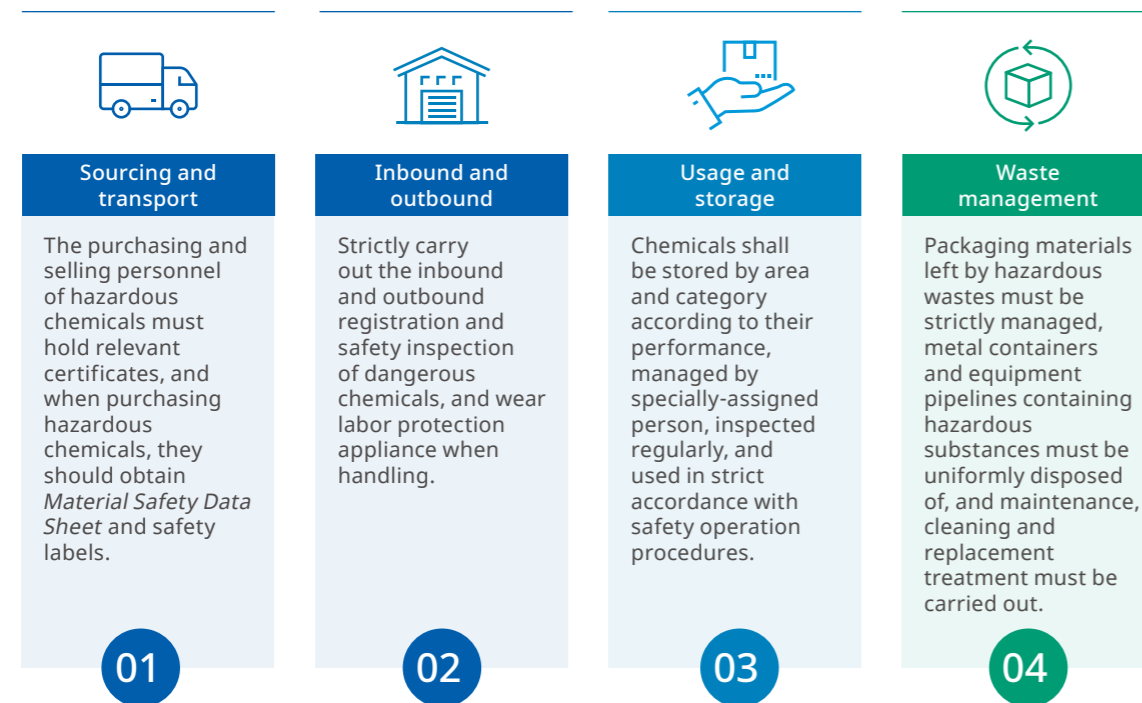 Sourcing and
transport
The purchasing and
selling personnel
of hazardous
chemicals must
hold relevant
certificates, and
when purchasing
hazardous
chemicals, they
should obtain
Material Safety Data
Sheet and safety
labels.
01
Inbound and
outbound
Strictly carry
out the inbound
and outbound
registration and
safety inspection
of dangerous
chemicals, and wear
labor protection
appliance when
handling.
02
Usage and
storage
Chemicals shall
be stored by area
and category
according to their
performance,
managed by
specially-assigned
person, inspected
regularly, and
used in strict
accordance with
safety operation
procedures.
03
Waste
management
Packaging materials
left by hazardous
wastes must be
strictly managed,
metal containers
and equipment
pipelines containing
hazardous
substances must be
uniformly disposed
of, and maintenance,
cleaning and
replacement
treatment must be
carried out.
04